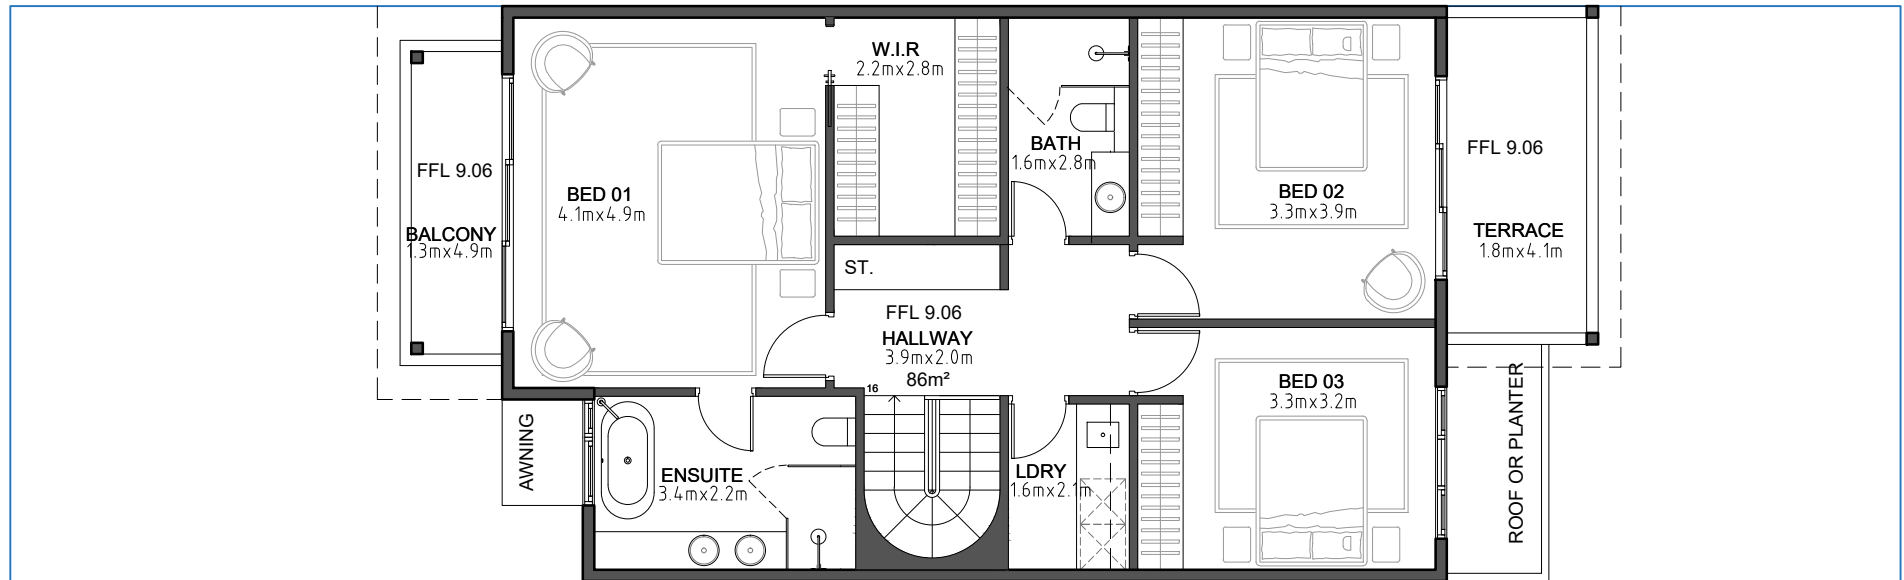 W.I.R
2.2mx2.8m
BATH
1.6mx2.8m
FFL 9.06
BALCONY
1.3mx4.9m
BED 01
4.1mx4.9m
BED 02
3.3mx3.9m
FFL 9.06
TERRACE
1.8mx4.1m
ST.
FFL 9.06
HALLWAY
3.9mx2.0m
86m²
16
BED 03
3.3mx3.2m
AWNING
ENSUITE
3.4mx2.2m
LDRY
1.6mx2.1m
ROOF OR PLANTER